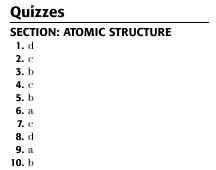 Quizzes
SECTION: ATOMIC STRUCTURE
1. d
2. c
3. b
4. c
5. b
6. a
7. c
8. d
9. a
10. b